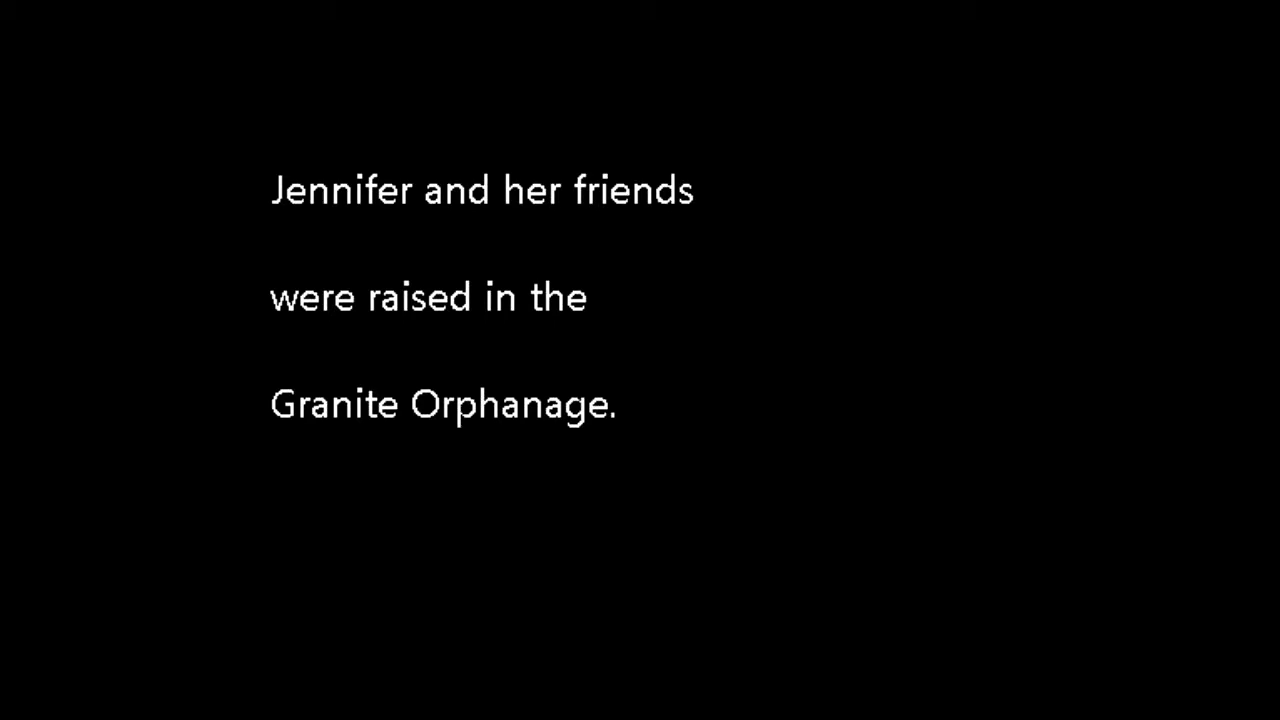 Jennifer and her friends
were raised in the
Granite Orphanage.